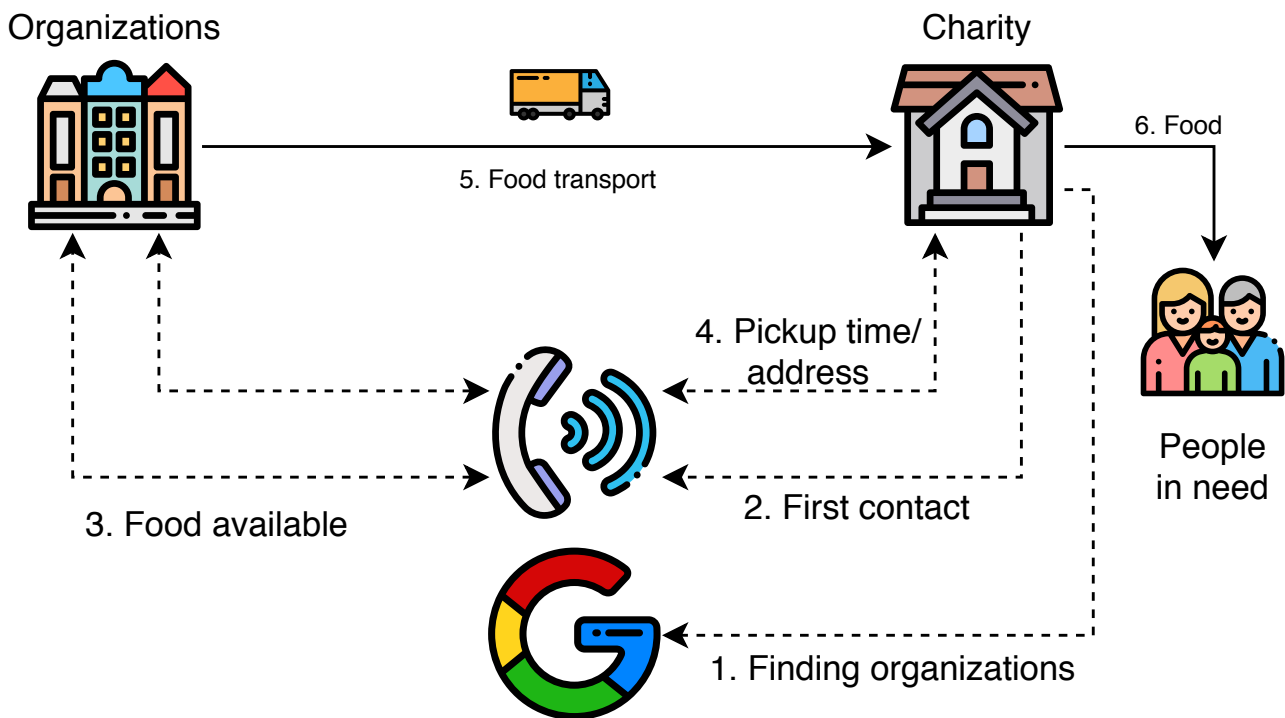 Organizations
Charity
6. Food
5. Food transport
4. Pickup time/
address
People
in need
2. First contact
3. Food available
1. Finding organizations